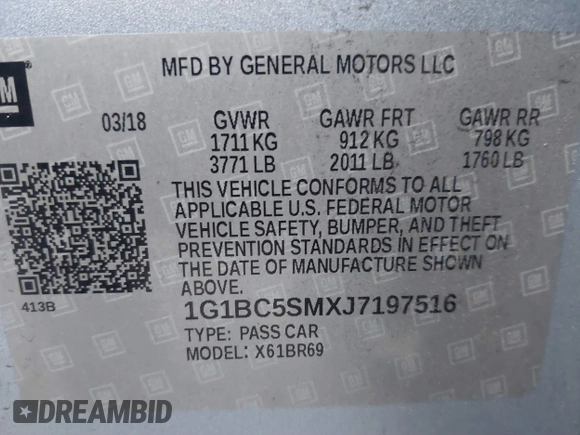 GM
MFD BY GENERAL MOTORS LLC
03/18 GVWR GAWR FRT GAWR RR
1711 KG 912 KG 798 KG
3771 LB 2011 LB 1760 LB
THIS VEHICLE CONFORMS TO ALL
APPLICABLE U.S. FEDERAL MOTOR
VEHICLE SAFETY, BUMPER, AND THEFT
PREVENTION STANDARDS IN EFFECT ON
THE DATE OF MANUFACTURE SHOWN
ABOVE.
413B
1G1BC5SMXJ7197516
TYPE: PASS CAR
MODEL: X61BR69
DREAMBID